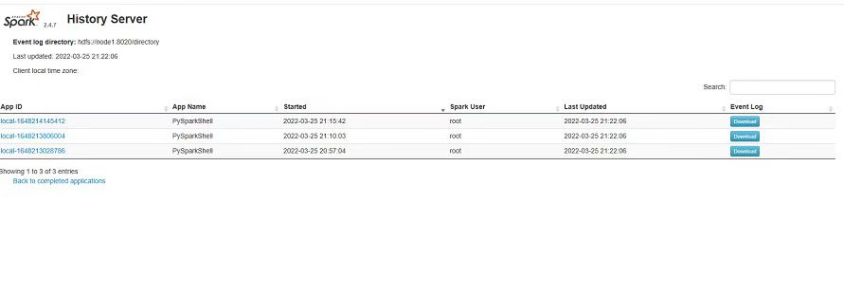 APACHE Spark 2.4.7 History Server
Event log directory: hdfs://node1:8020/directory
Last updated: 2022-03-25 21:22:06
Client local time zone:
Search:
App ID App Name Started Spark User Last Updated Event Log
local-1648214145412 PySparkShell 2022-03-25 21:15:42 root 2022-03-25 21:22:06 Download
local-1648213806004 PySparkShell 2022-03-25 21:10:03 root 2022-03-25 21:22:06 Download
local-1648213028786 PySparkShell 2022-03-25 20:57:04 root 2022-03-25 21:22:06 Download
Showing 1 to 3 of 3 entries
Back to completed applications